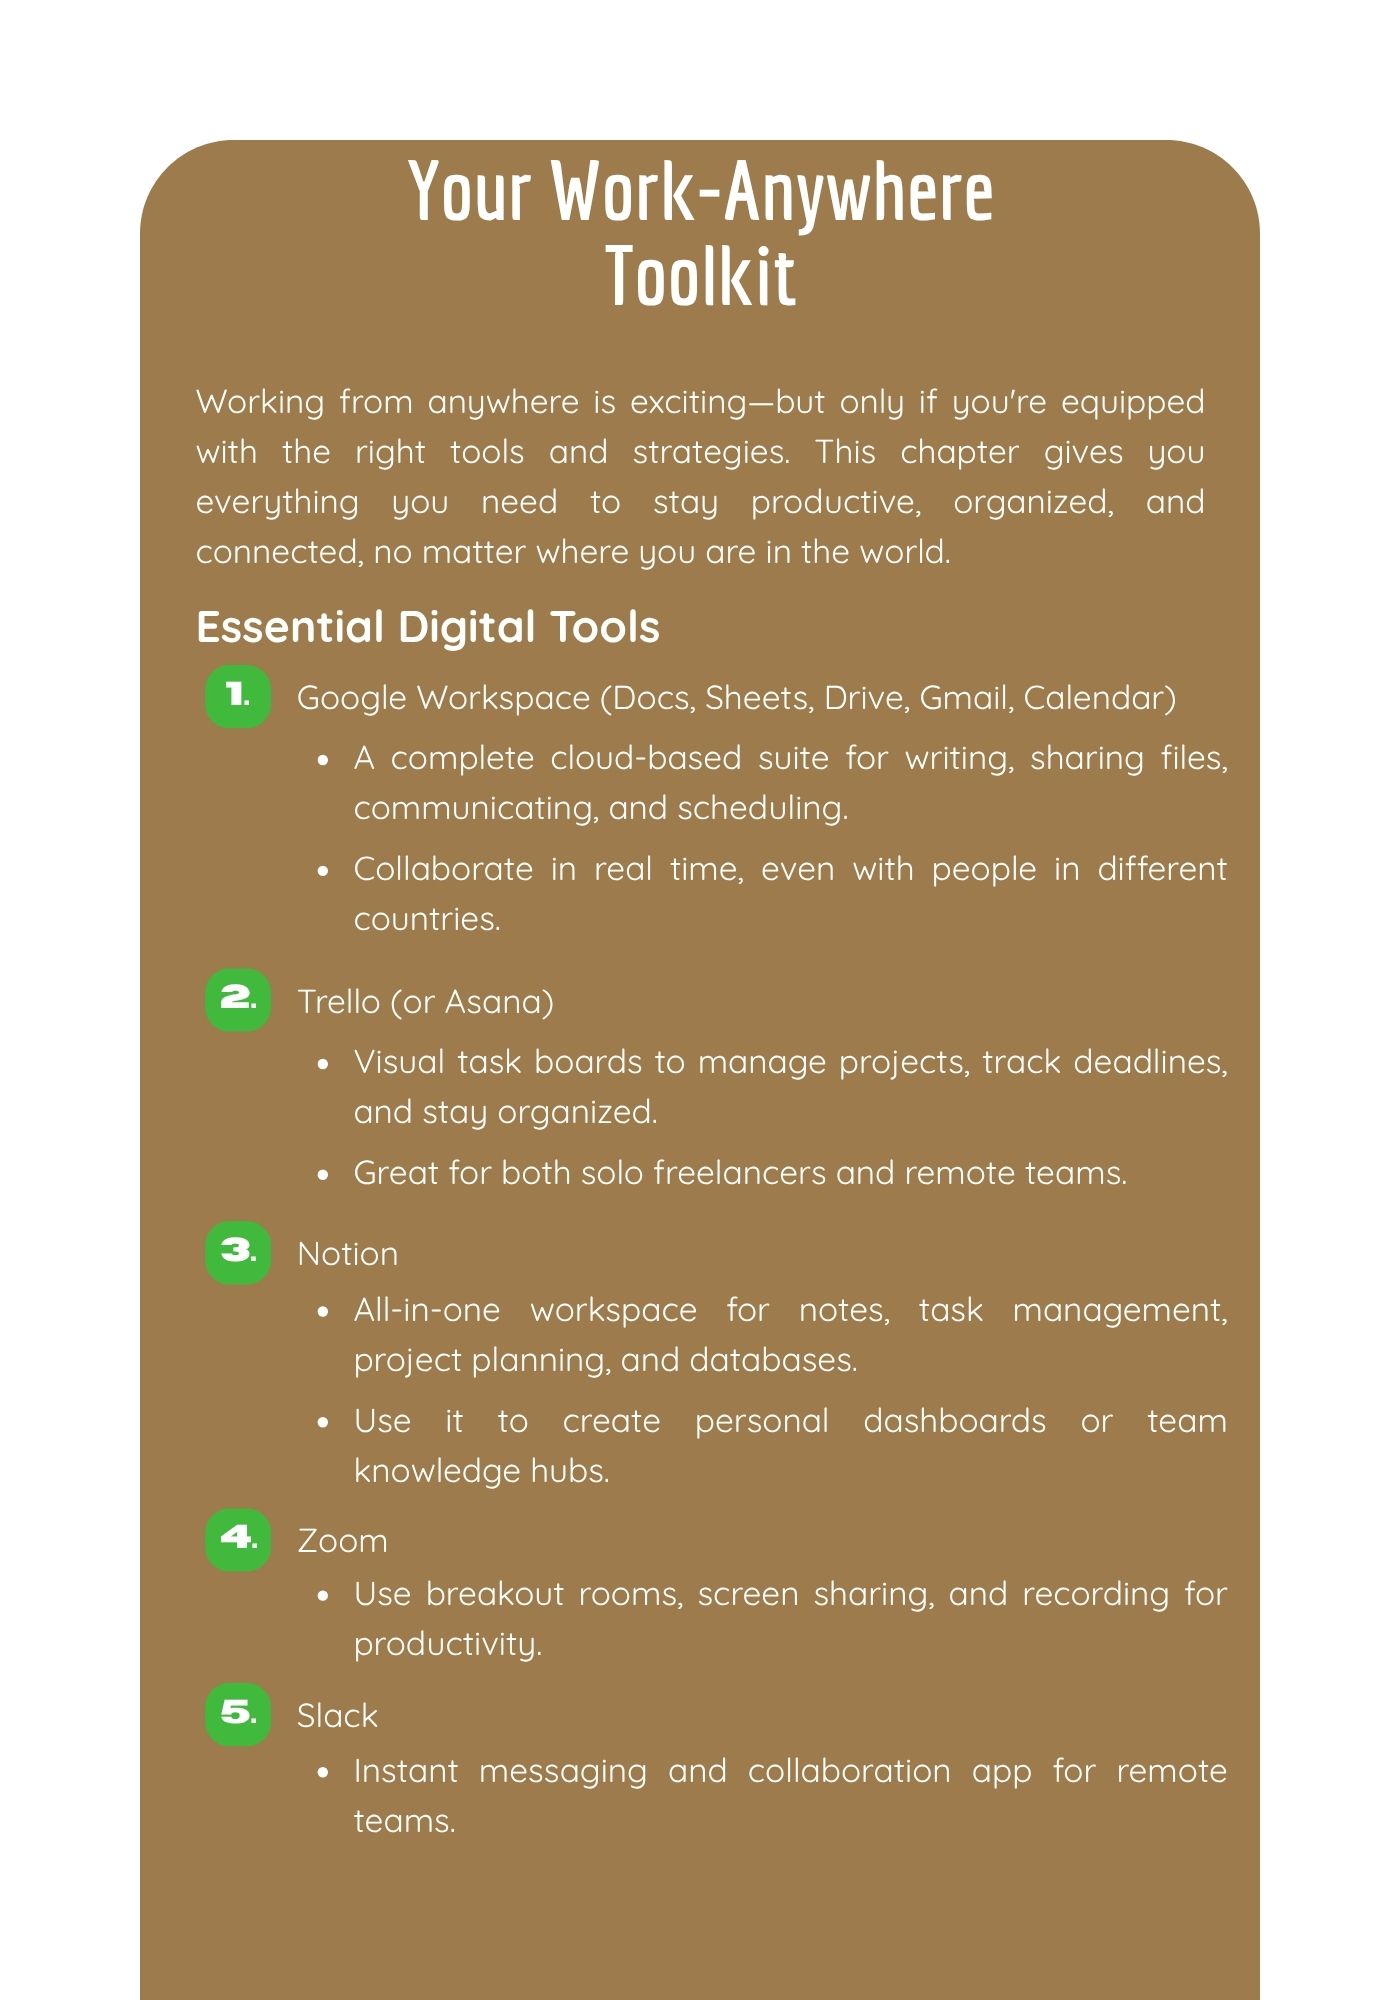 Your Work-Anywhere
Toolkit
Working from anywhere is exciting—but only if you're equipped
with the right tools and strategies. This chapter gives you
everything you need to stay productive, organized, and
connected, no matter where you are in the world.
Essential Digital Tools
1. Google Workspace (Docs, Sheets, Drive, Gmail, Calendar)
• A complete cloud-based suite for writing, sharing files,
communicating, and scheduling.
• Collaborate in real time, even with people in different
countries.
2. Trello (or Asana)
• Visual task boards to manage projects, track deadlines,
and stay organized.
• Great for both solo freelancers and remote teams.
3. Notion
• All-in-one workspace for notes, task management,
project planning, and databases.
• Use it to create personal dashboards or team
knowledge hubs.
4. Zoom
• Use breakout rooms, screen sharing, and recording for
productivity.
5. Slack
• Instant messaging and collaboration app for remote
teams.